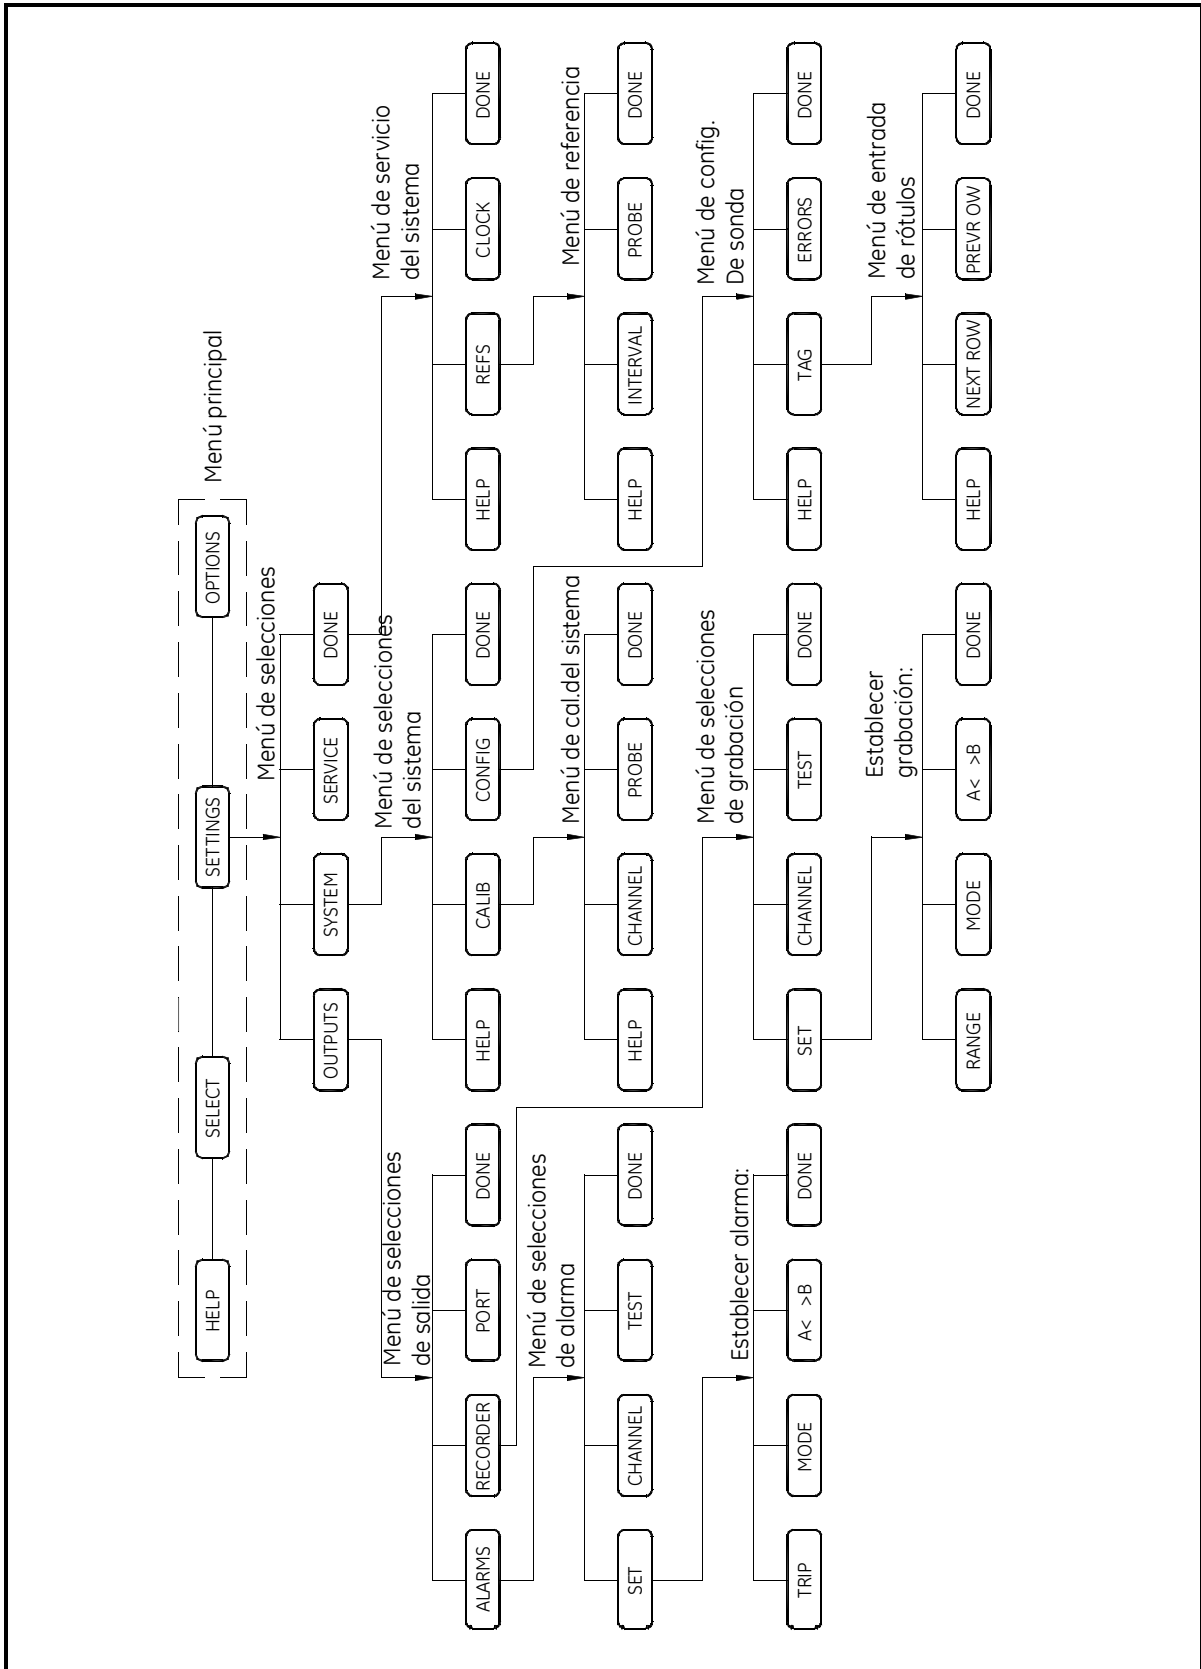 Menú principal
HELP
SELECT
SETTINGS
OPTIONS
Menú de selecciones
OUTPUTS
SYSTEM
SERVICE
DONE
Menú de selecciones
de salida
Menú de selecciones
del sistema
Menú de servicio
del sistema
ALARMS
RECORDER
PORT
DONE
HELP
CALIB
CONFIG
DONE
HELP
REFS
CLOCK
DONE
Menú de selecciones
de alarma
Menú de cal.del sistema
Menú de referencia
SET
CHANNEL
TEST
DONE
HELP
CHANNEL
PROBE
DONE
HELP
INTERVAL
PROBE
DONE
Establecer alarma:
Menú de selecciones
de grabación
Menú de config.
De sonda
TRIP
MODE
A< >B
DONE
SET
CHANNEL
TEST
DONE
HELP
TAG
ERRORS
DONE
Establecer
grabación:
Menú de entrada
de rótulos
RANGE
MODE
A< >B
DONE
HELP
NEXT ROW
PREVR OW
DONE